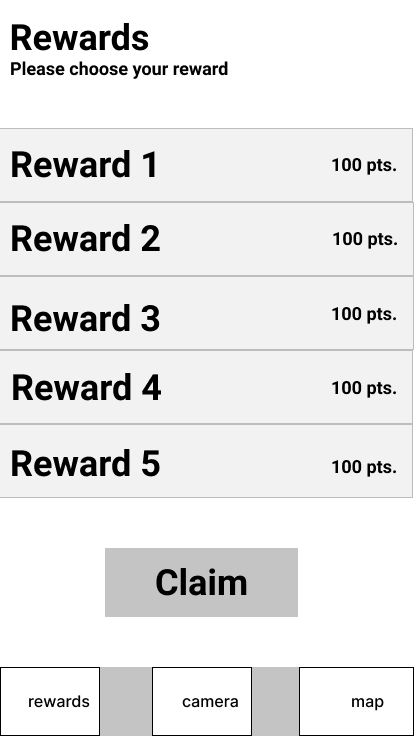 Rewards
Please choose your reward
Reward 1 100 pts.
Reward 2 100 pts.
Reward 3 100 pts.
Reward 4 100 pts.
Reward 5 100 pts.
Claim
rewards camera map